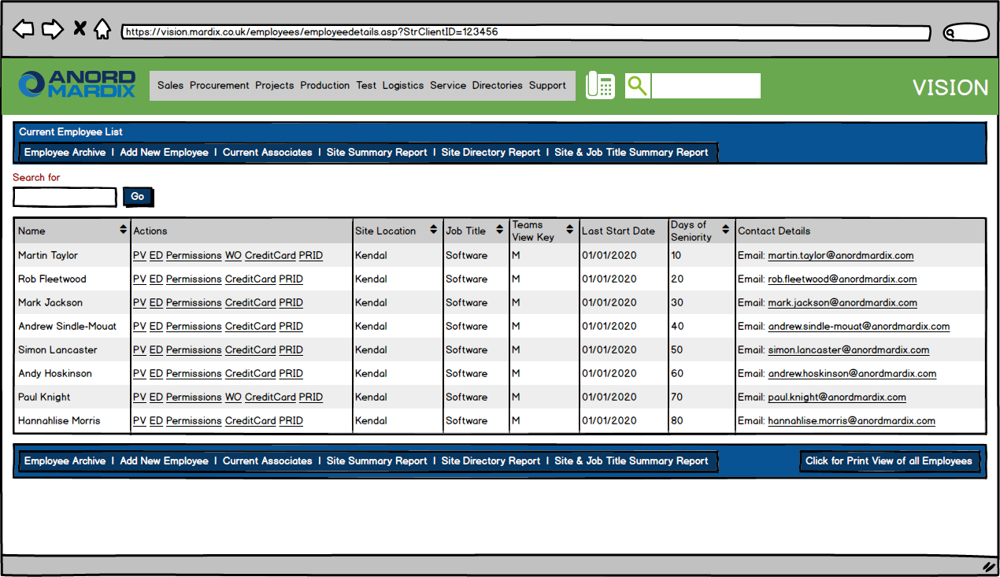 https://vision.mardix.co.uk/employees/employeedetails.asp?StrClientID=123456
ANORD
MARDIX
Sales Procurement Projects Production Test Logistics Service Directories Support
VISION
Current Employee List
Employee Archive | Add New Employee | Current Associates | Site Summary Report | Site Directory Report | Site & Job Title Summary Report
Search for
Go
Name Actions Site Location Job Title Teams View Key Last Start Date Days of Seniority Contact Details
Martin Taylor PV ED Permissions WO CreditCard PRID Kendal Software M 01/01/2020 10 Email: martin.taylor@anordmardix.com
Rob Fleetwood PV ED Permissions CreditCard PRID Kendal Software M 01/01/2020 20 Email: rob.fleetwood@anordmardix.com
Mark Jackson PV ED Permissions CreditCard PRID Kendal Software M 01/01/2020 30 Email: mark.jackson@anordmardix.com
Andrew Sindle-Mouat PV ED Permissions CreditCard PRID Kendal Software M 01/01/2020 40 Email: andrew.sindle-mouat@anordmardix.com
Simon Lancaster PV ED Permissions CreditCard PRID Kendal Software M 01/01/2020 50 Email: simon.lancaster@anordmardix.com
Andy Hoskinson PV ED Permissions CreditCard PRID Kendal Software M 01/01/2020 60 Email: andrew.hoskinson@anordmardix.com
Paul Knight PV ED Permissions WO CreditCard PRID Kendal Software M 01/01/2020 70 Email: paul.knight@anordmardix.com
Hannahlise Morris PV ED Permissions CreditCard PRID Kendal Software M 01/01/2020 80 Email: hannahlise.morris@anordmardix.com
Employee Archive | Add New Employee | Current Associates | Site Summary Report | Site Directory Report | Site & Job Title Summary Report Click for Print View of all Employees